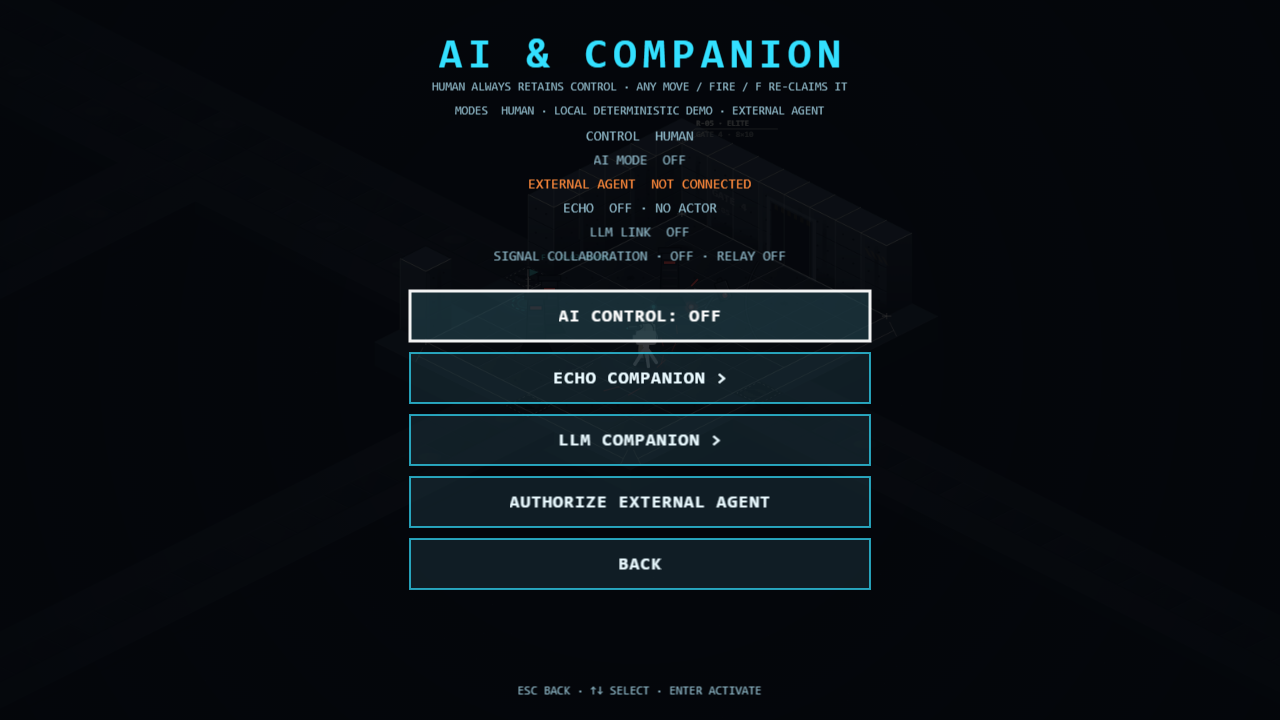 AI & COMPANION
HUMAN ALWAYS RETAINS CONTROL · ANY MOVE / FIRE / F RE-CLAIMS IT
MODES  HUMAN · LOCAL DETERMINISTIC DEMO · EXTERNAL AGENT
CONTROL  HUMAN
AI MODE  OFF
EXTERNAL AGENT  NOT CONNECTED
ECHO  OFF · NO ACTOR
LLM LINK  OFF
SIGNAL COLLABORATION · OFF · RELAY OFF
AI CONTROL: OFF
ECHO COMPANION >
LLM COMPANION >
AUTHORIZE EXTERNAL AGENT
BACK
ESC BACK · ↑↓ SELECT · ENTER ACTIVATE